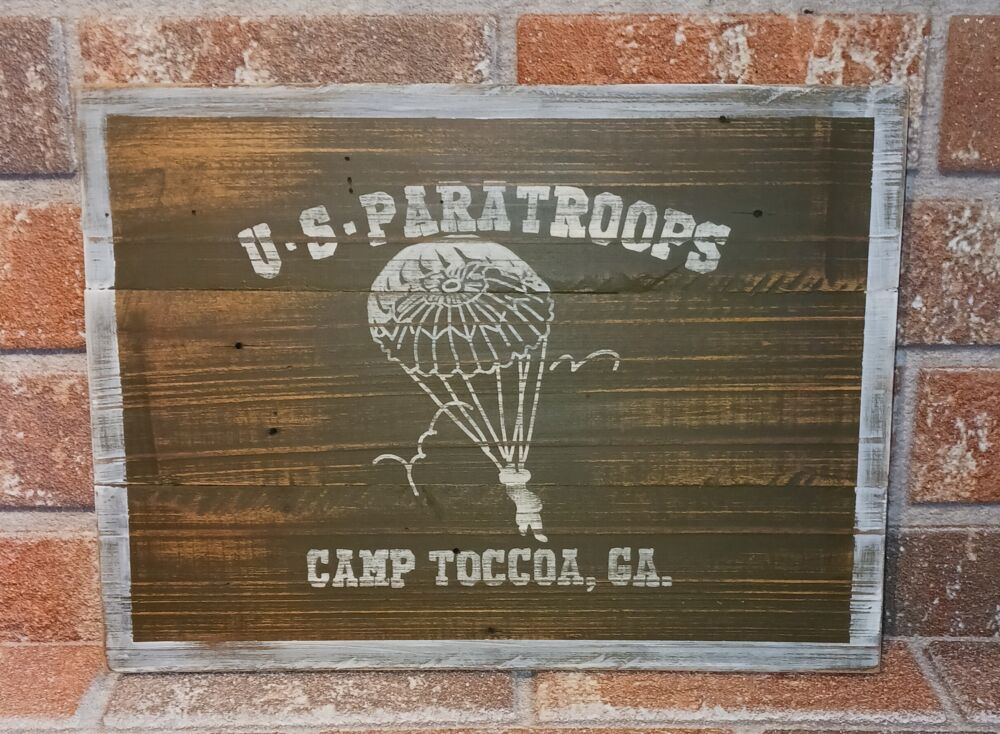 U.S. PARATROOPS
CAMP TOCCOA, GA.